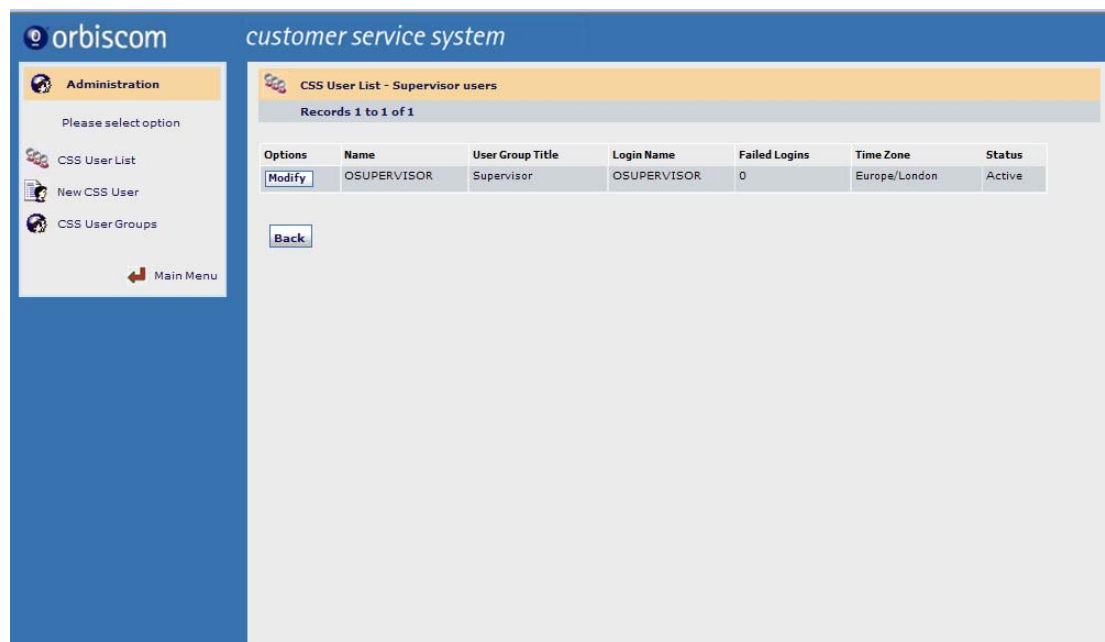 orbiscom
customer service system
Administration
Please select option
CSS User List
New CSS User
CSS User Groups
Main Menu
CSS User List - Supervisor users
Records 1 to 1 of 1
Options Name User Group Title Login Name Failed Logins Time Zone Status
Modify OSUPERVISOR Supervisor OSUPERVISOR 0 Europe/London Active
Back